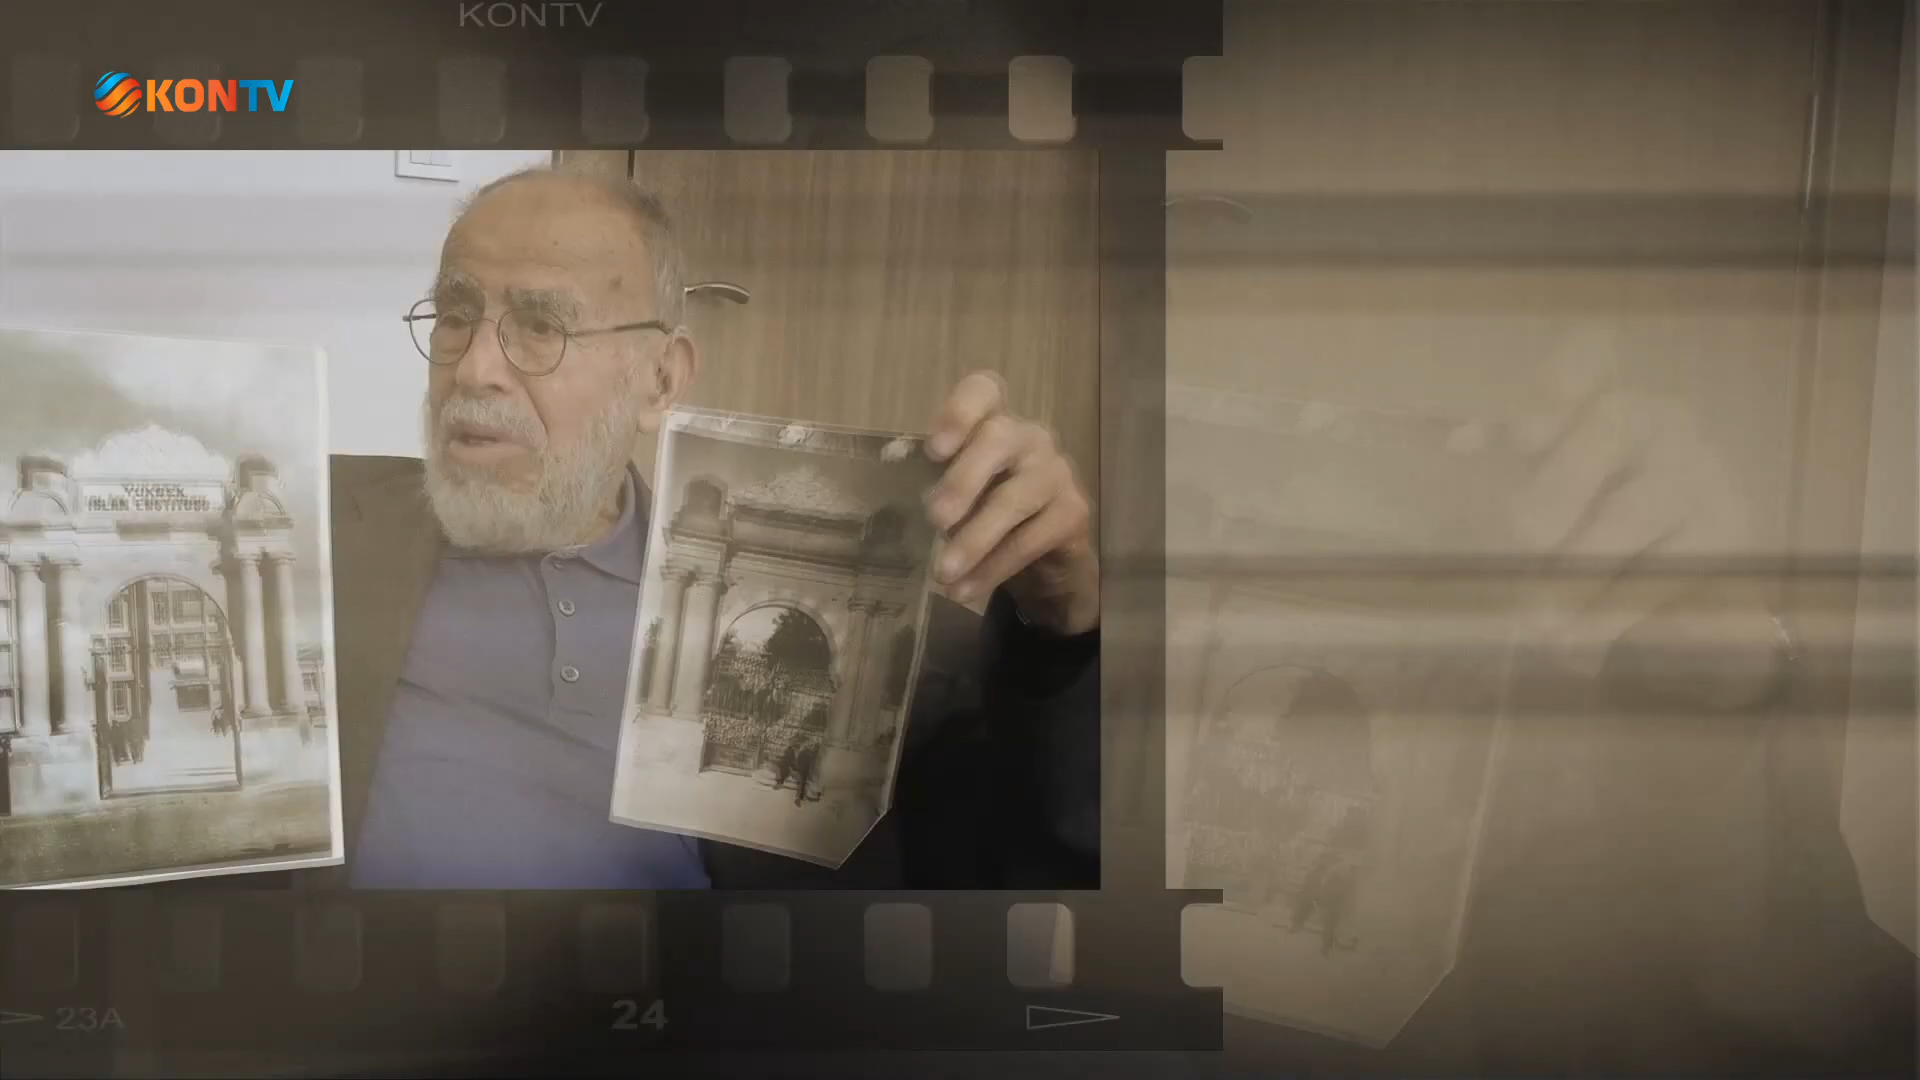 KONTV
KONTV
YÜKSEK
İSLAM ENSTİTÜSÜ
23A
24